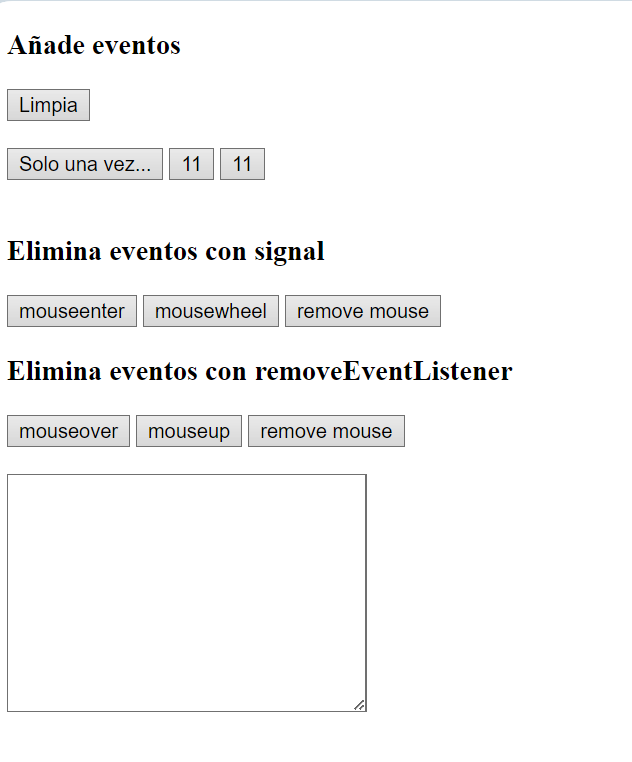 Añade eventos
Limpia
Solo una vez... 11 11
Elimina eventos con signal
mouseenter mousewheel remove mouse
Elimina eventos con removeEventListener
mouseover mouseup remove mouse